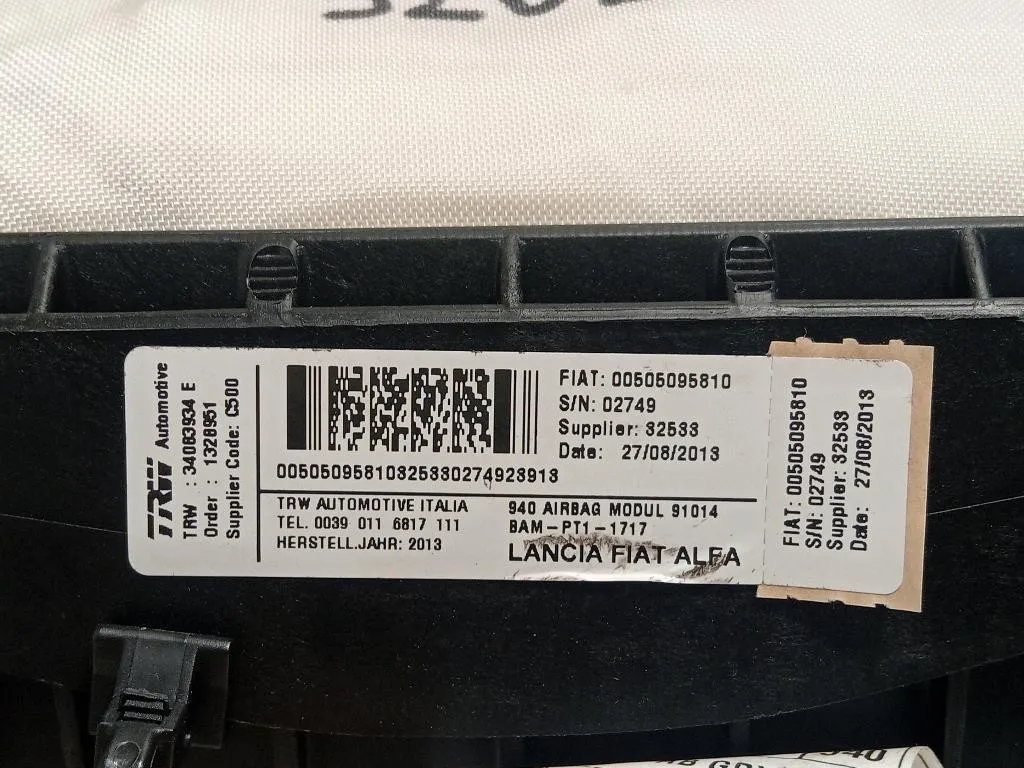 TRW Automotive
TRW : 34083934 E
Order : 1328951
Supplier Code: C500
FIAT: 00505095810
S/N: 02749
Supplier: 32533
Date: 27/08/2013
00505095810325330274923913
TRW AUTOMOTIVE ITALIA
TEL. 0039 011 6817 111
HERSTELL.JAHR: 2013
940 AIRBAG MODUL 91014
BAM-PT1-1717
LANCIA FIAT ALFA
FIAT: 00505095810
S/N: 02749
Supplier: 32533
Date: 27/08/2013
940